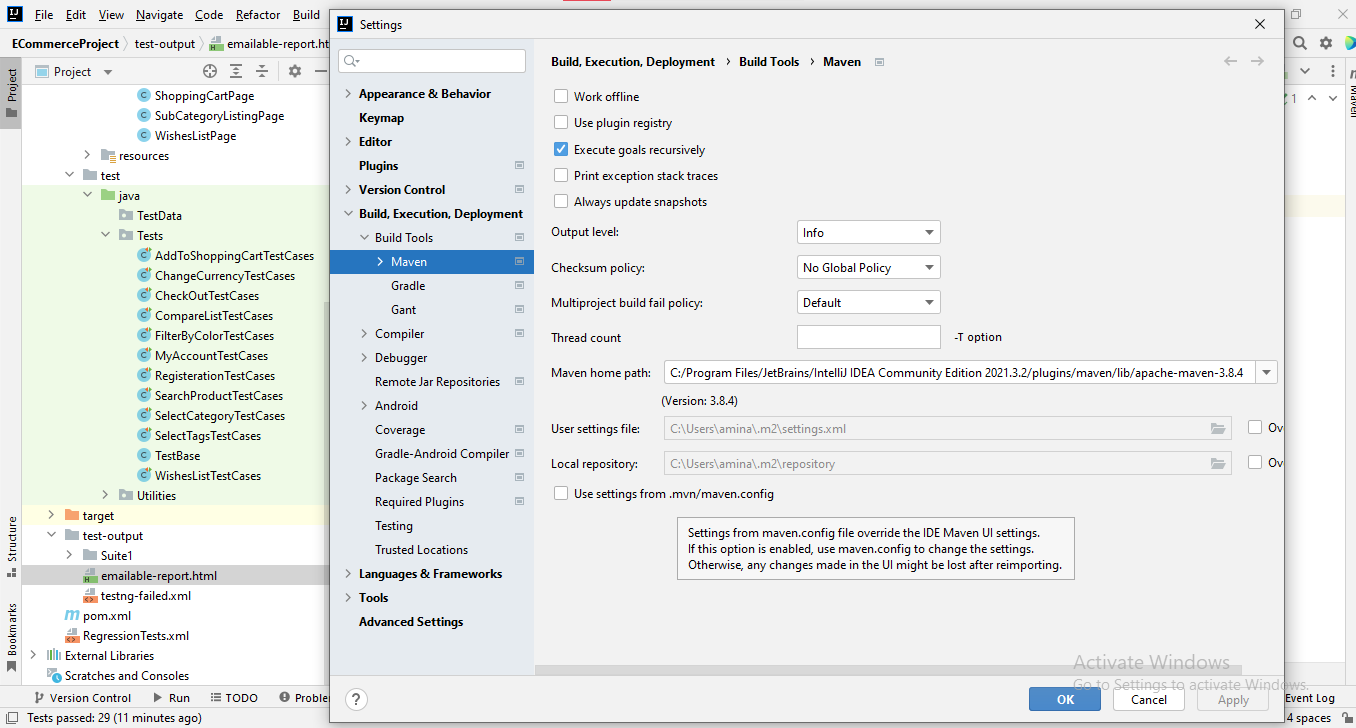 File Edit View Navigate Code Refactor Build
ECommerceProject test-output emailable-report.ht
Project
Project
ShoppingCartPage
SubCategoryListingPage
WishesListPage
resources
test
java
TestData
Tests
AddToShoppingCartTestCases
ChangeCurrencyTestCases
CheckOutTestCases
CompareListTestCases
FilterByColorTestCases
MyAccountTestCases
RegisterationTestCases
SearchProductTestCases
SelectCategoryTestCases
SelectTagsTestCases
TestBase
WishesListTestCases
Utilities
target
test-output
Suite1
emailable-report.html
testng-failed.xml
pom.xml
RegressionTests.xml
External Libraries
Scratches and Consoles
Structure
Bookmarks
Version Control Run TODO Proble
Tests passed: 29 (11 minutes ago)
Settings
Appearance & Behavior
Keymap
Editor
Plugins
Version Control
Build, Execution, Deployment
Build Tools
Maven
Gradle
Gant
Compiler
Debugger
Remote Jar Repositories
Android
Coverage
Gradle-Android Compiler
Package Search
Required Plugins
Testing
Trusted Locations
Languages & Frameworks
Tools
Advanced Settings
Build, Execution, Deployment › Build Tools › Maven
Work offline
Use plugin registry
Execute goals recursively
Print exception stack traces
Always update snapshots
Output level: Info
Checksum policy: No Global Policy
Multiproject build fail policy: Default
Thread count -T option
Maven home path: C:/Program Files/JetBrains/IntelliJ IDEA Community Edition 2021.3.2/plugins/maven/lib/apache-maven-3.8.4
(Version: 3.8.4)
User settings file: C:\Users\amina\.m2\settings.xml Ov
Local repository: C:\Users\amina\.m2\repository Ov
Use settings from .mvn/maven.config
Settings from maven.config file override the IDE Maven UI settings.
If this option is enabled, use maven.config to change the settings.
Otherwise, any changes made in the UI might be lost after reimporting.
? OK Cancel Apply
Activate Windows
Go to Settings to activate Windows.
1
Maven
Event Log
4 spaces